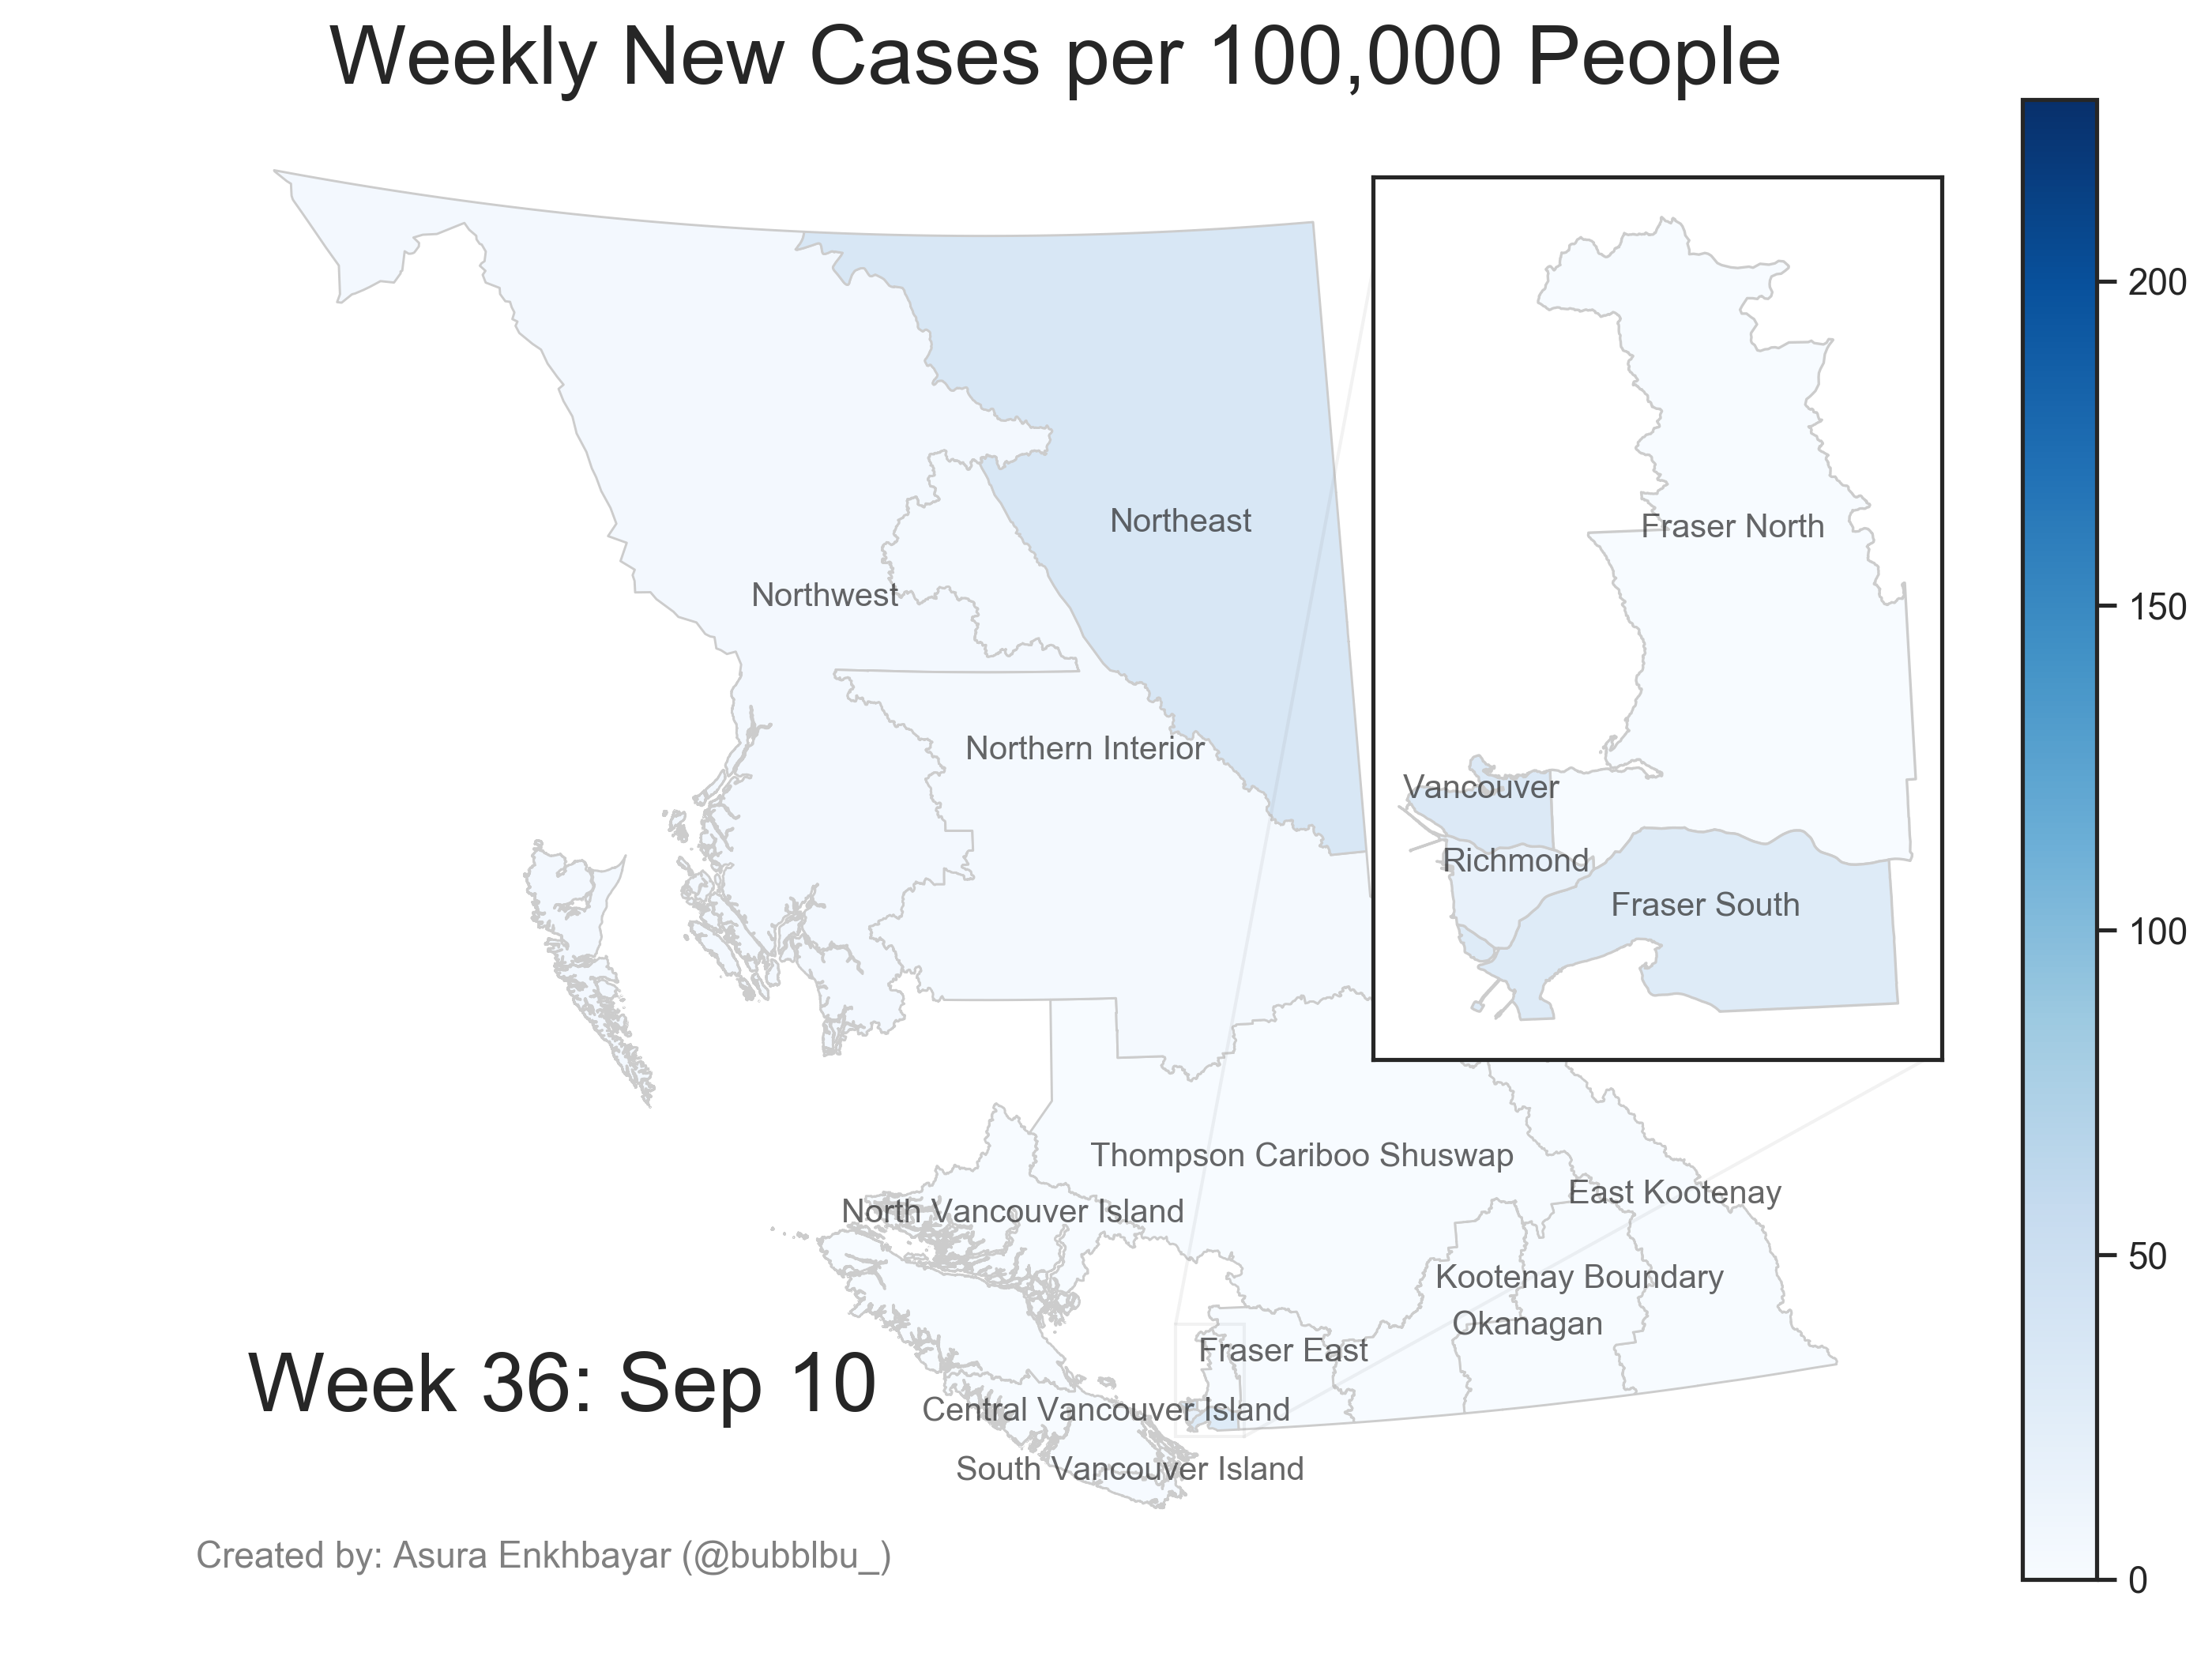 Weekly New Cases per 100,000 People
200
Northeast
Fraser North
Northwest
150
Northern Interior
Vancouver
Richmond
Fraser South
100
Thompson Cariboo Shuswap
East Kootenay
North Vancouver Island
50
Kootenay Boundary
Okanagan
Fraser East
Week 36: Sep 10
Central Vancouver Island
South Vancouver Island
Created by: Asura Enkhbayar (@bubblbu_)
0